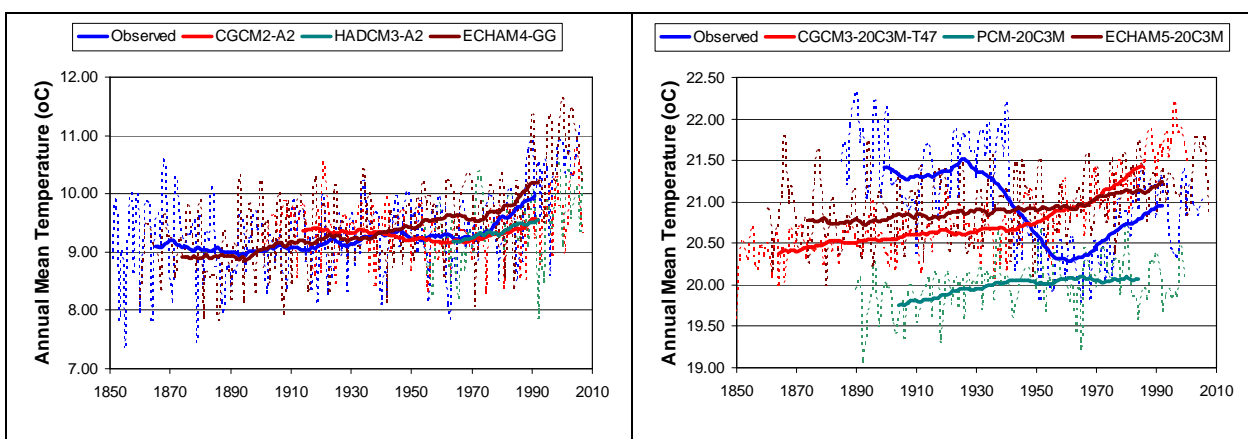 Observed CGCM2-A2 HADCM3-A2 ECHAM4-GG
Annual Mean Temperature (oC)
12.00
11.00
10.00
9.00
8.00
7.00
1850 1870 1890 1910 1930 1950 1970 1990 2010
Observed CGCM3-20C3M-T47 PCM-20C3M ECHAM5-20C3M
Annual Mean Temperature (oC)
22.50
22.00
21.50
21.00
20.50
20.00
19.50
19.00
1850 1870 1890 1910 1930 1950 1970 1990 2010